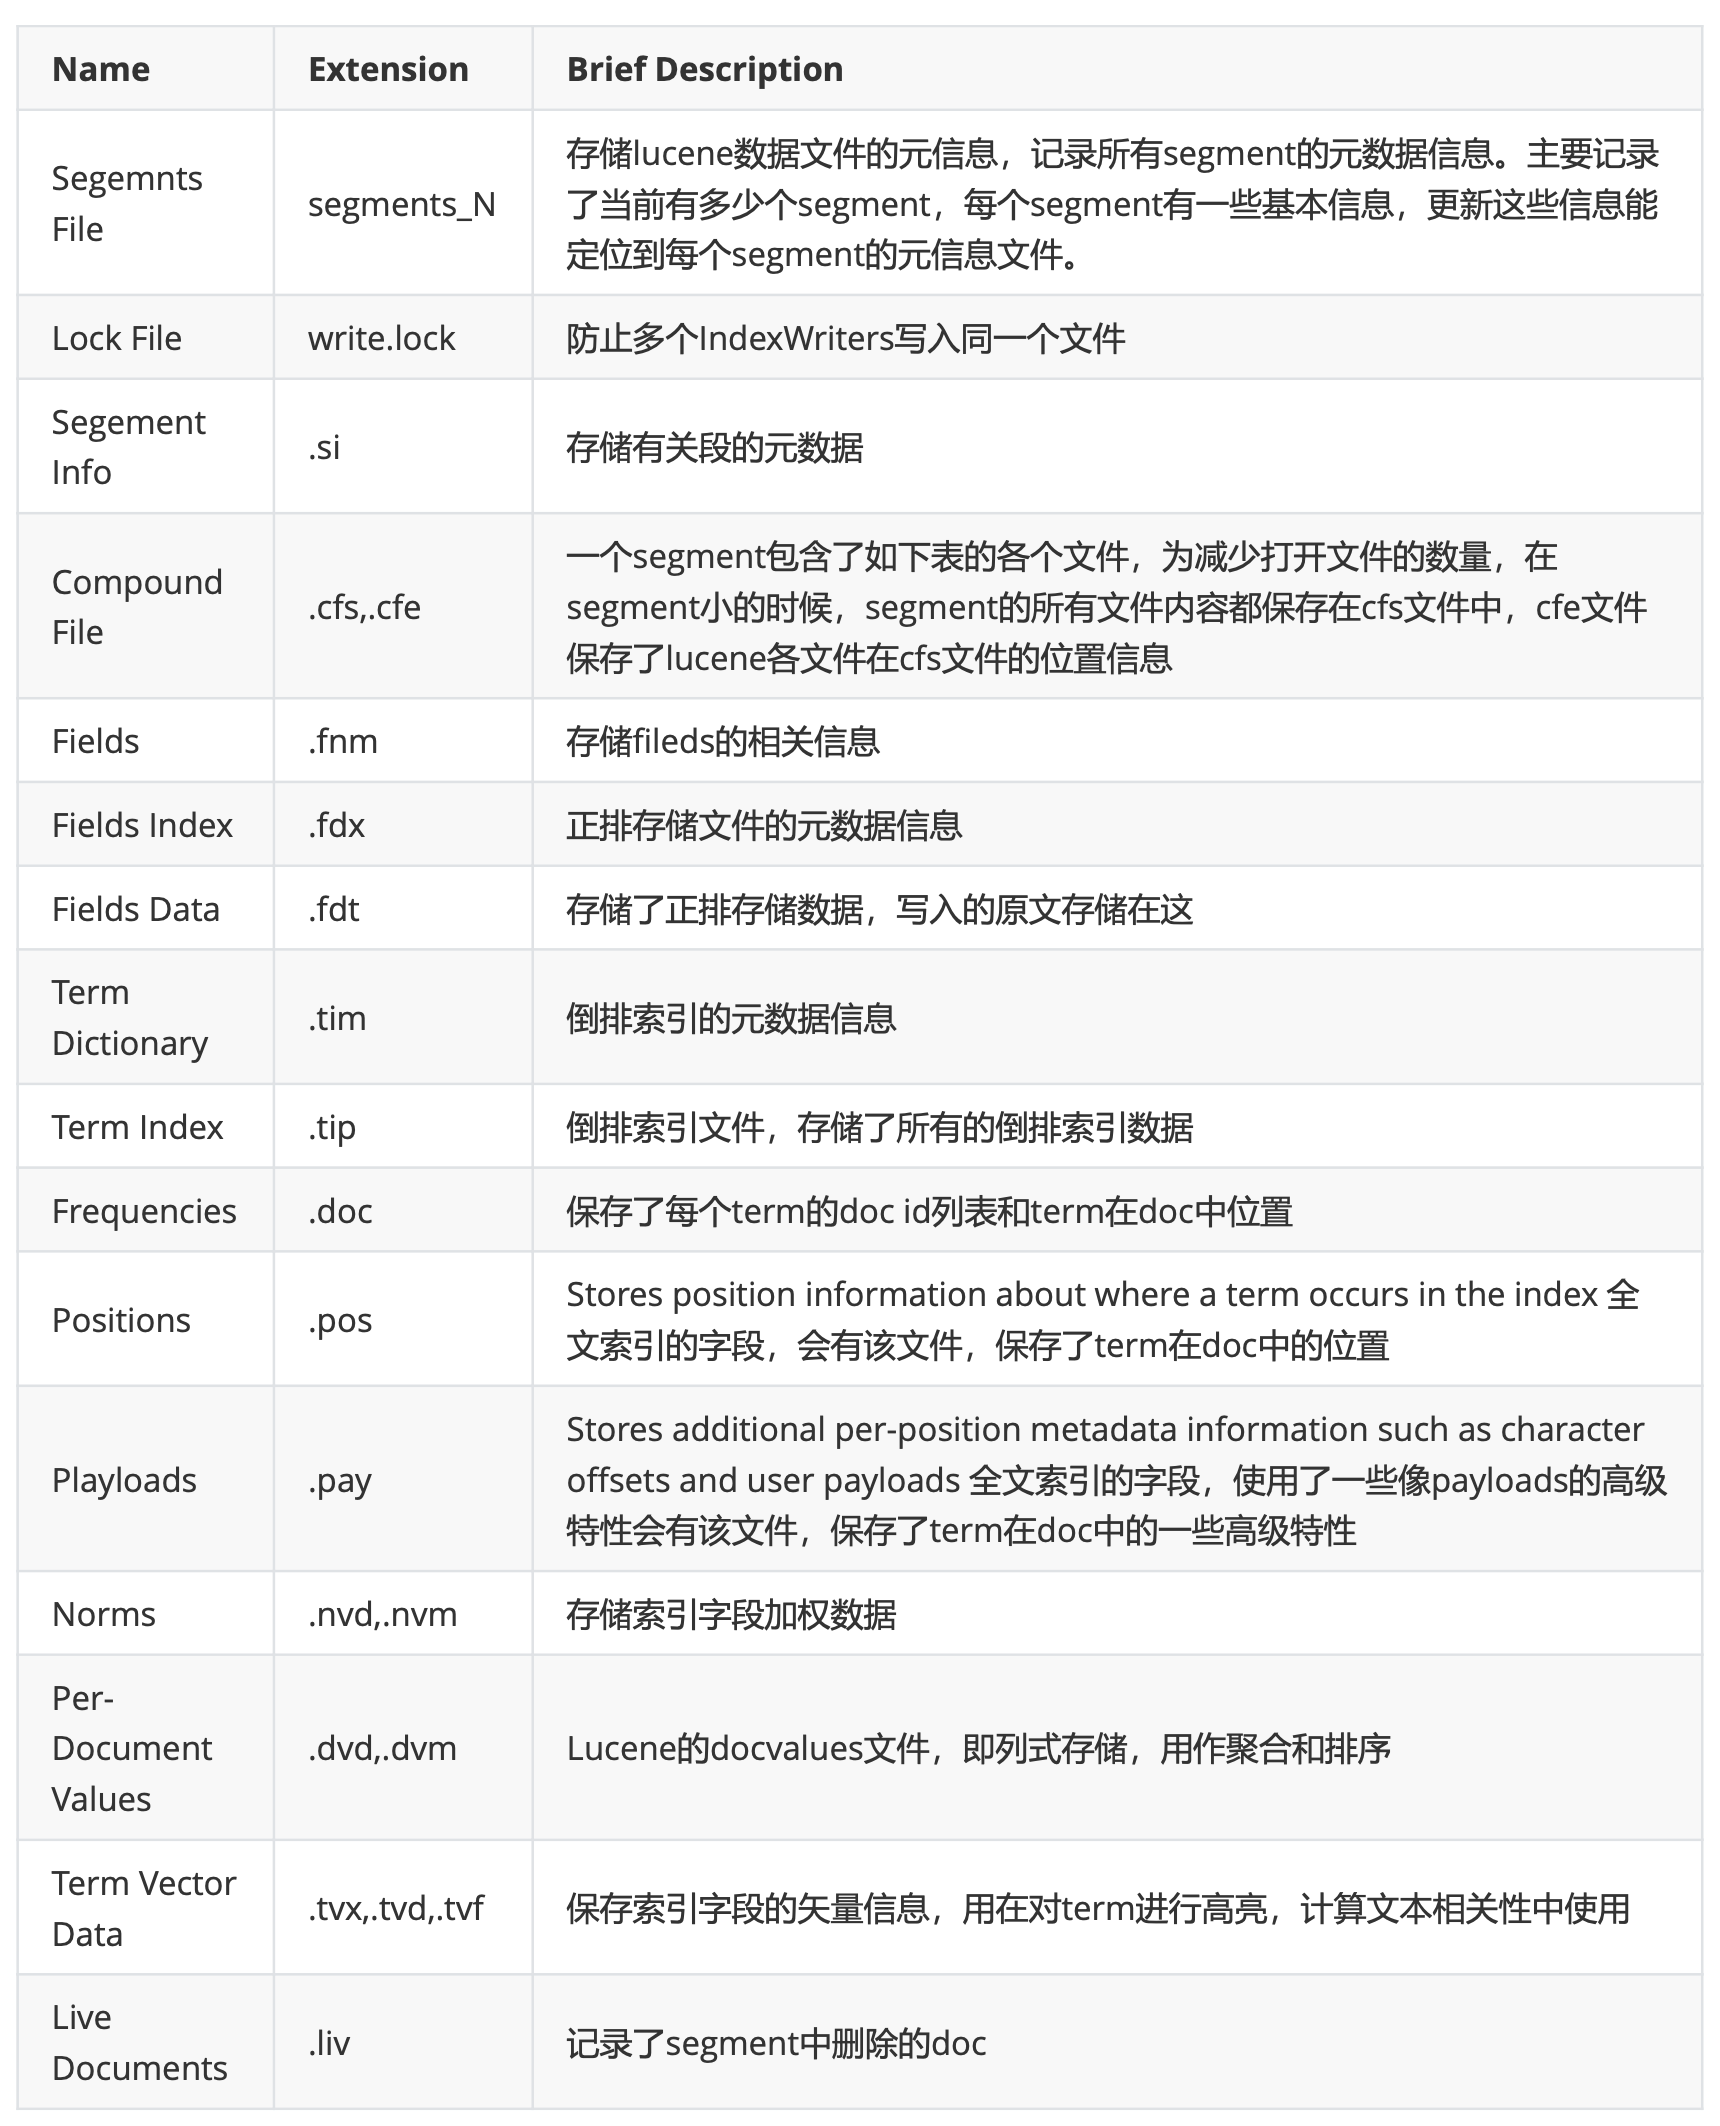 Name
Extension
Brief Description
Segemnts
File
segments_N
存储lucene数据文件的元信息，记录所有segment的元数据信息。主要记录
了当前有多少个segment，每个segment有一些基本信息，更新这些信息能
定位到每个segment的元信息文件。
Lock File
write.lock
防止多个IndexWriters写入同一个文件
Segement
Info
.si
存储有关段的元数据
Compound
File
.cfs,.cfe
一个segment包含了如下表的各个文件，为减少打开文件的数量，在
segment小的时候，segment的所有文件内容都保存在cfs文件中，cfe文件
保存了lucene各文件在cfs文件的位置信息
Fields
.fnm
存储fileds的相关信息
Fields Index
.fdx
正排存储文件的元数据信息
Fields Data
.fdt
存储了正排存储数据，写入的原文存储在这
Term
Dictionary
.tim
倒排索引的元数据信息
Term Index
.tip
倒排索引文件，存储了所有的倒排索引数据
Frequencies
.doc
保存了每个term的doc id列表和term在doc中位置
Positions
.pos
Stores position information about where a term occurs in the index 全
文索引的字段，会有该文件，保存了term在doc中的位置
Playloads
.pay
Stores additional per-position metadata information such as character
offsets and user payloads 全文索引的字段，使用了一些像payloads的高级
特性会有该文件，保存了term在doc中的一些高级特性
Norms
.nvd,.nvm
存储索引字段加权数据
Per-
Document
Values
.dvd,.dvm
Lucene的docvalues文件，即列式存储，用作聚合和排序
Term Vector
Data
.tvx,.tvd,.tvf
保存索引字段的矢量信息，用在对term进行高亮，计算文本相关性中使用
Live
Documents
.liv
记录了segment中删除的doc